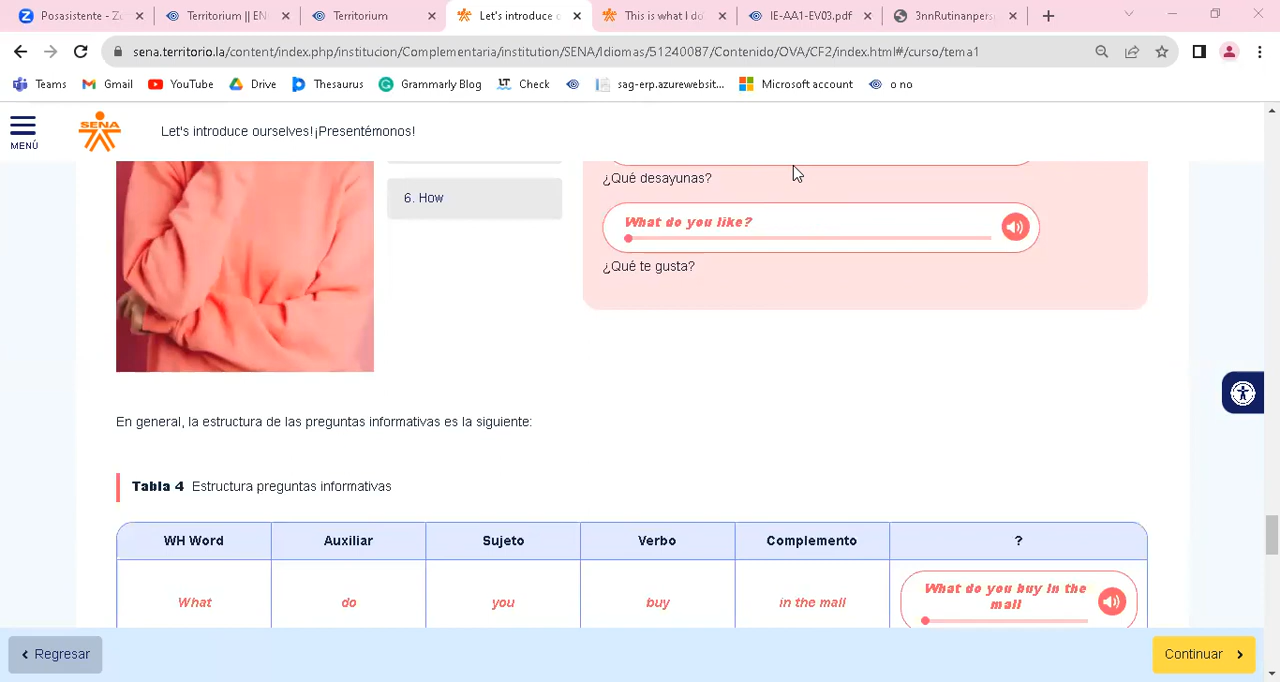 Posasistente - Zu
Territorium || EN
Territorium
Let's introduce o
This is what I do
IE-AA1-EV03.pdf
3nnRutinanpers
sena.territorio.la/content/index.php/institucion/Complementaria/institution/SENA/Idiomas/51240087/Contenido/OVA/CF2/index.html#/curso/tema1
Teams
Gmail
YouTube
Drive
Thesaurus
Grammarly Blog
Check
sag-erp.azurewebsit...
Microsoft account
o no
MENÚ
SENA
Let's introduce ourselves! ¡Presentémonos!
6. How
¿Qué desayunas?
What do you like?
¿Qué te gusta?
En general, la estructura de las preguntas informativas es la siguiente:
Tabla 4 Estructura preguntas informativas
WH Word Auxiliar Sujeto Verbo Complemento ?
What do you buy in the mall
What do you buy in the
mall
Regresar
Continuar